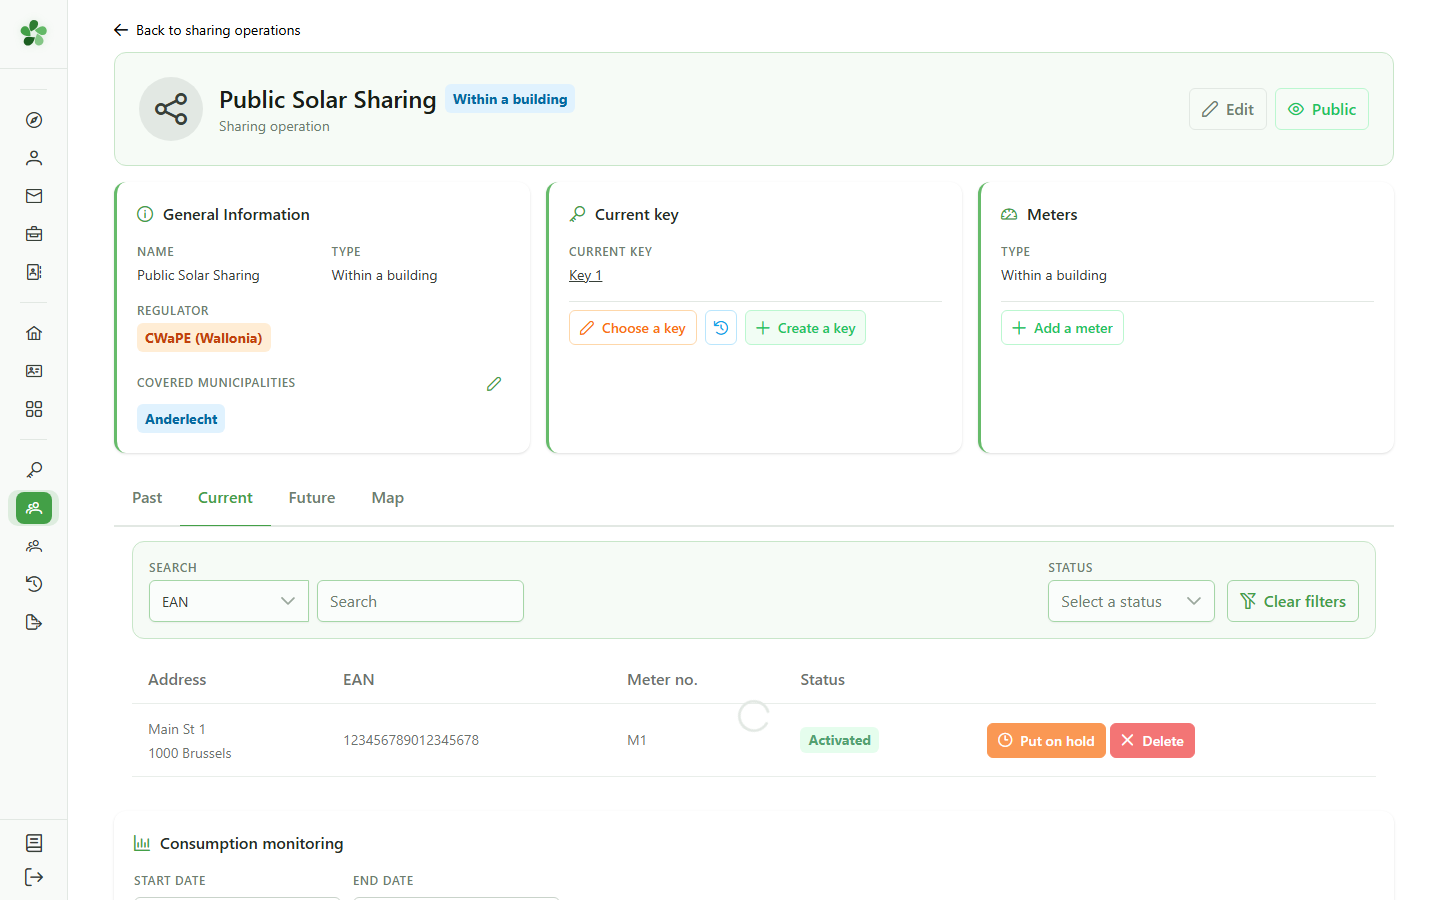 Back to sharing operations
Public Solar Sharing
Within a building
Sharing operation
Edit
Public
General Information
NAME
TYPE
Public Solar Sharing
Within a building
REGULATOR
CWaPE (Wallonia)
COVERED MUNICIPALITIES
Anderlecht
Current key
CURRENT KEY
Key 1
Choose a key
Create a key
Meters
TYPE
Within a building
Add a meter
Past
Current
Future
Map
SEARCH
EAN
Search
STATUS
Select a status
Clear filters
Address
EAN
Meter no.
Status
Main St 1
1000 Brussels
123456789012345678
M1
Activated
Put on hold
Delete
Consumption monitoring
START DATE
END DATE